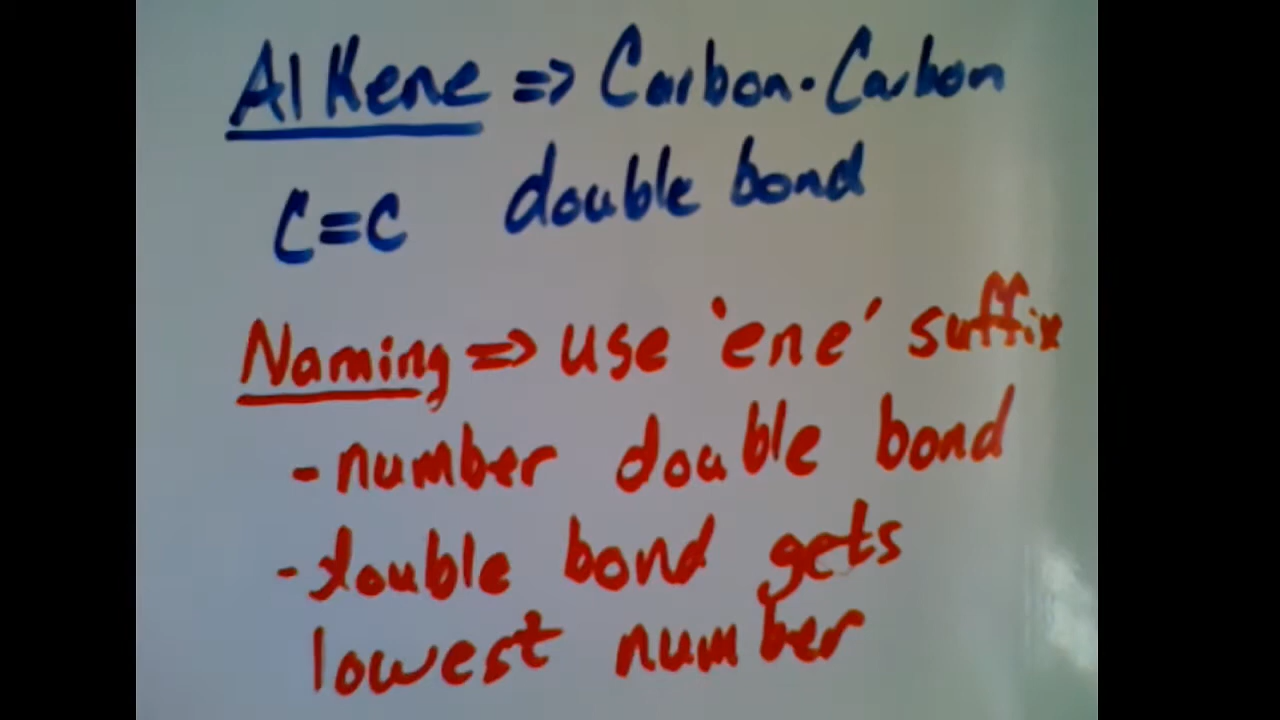 Alkene => Carbon-Carbon
C=C double bond
Naming => use 'ene' suffix
- number double bond
- double bond gets
lowest number